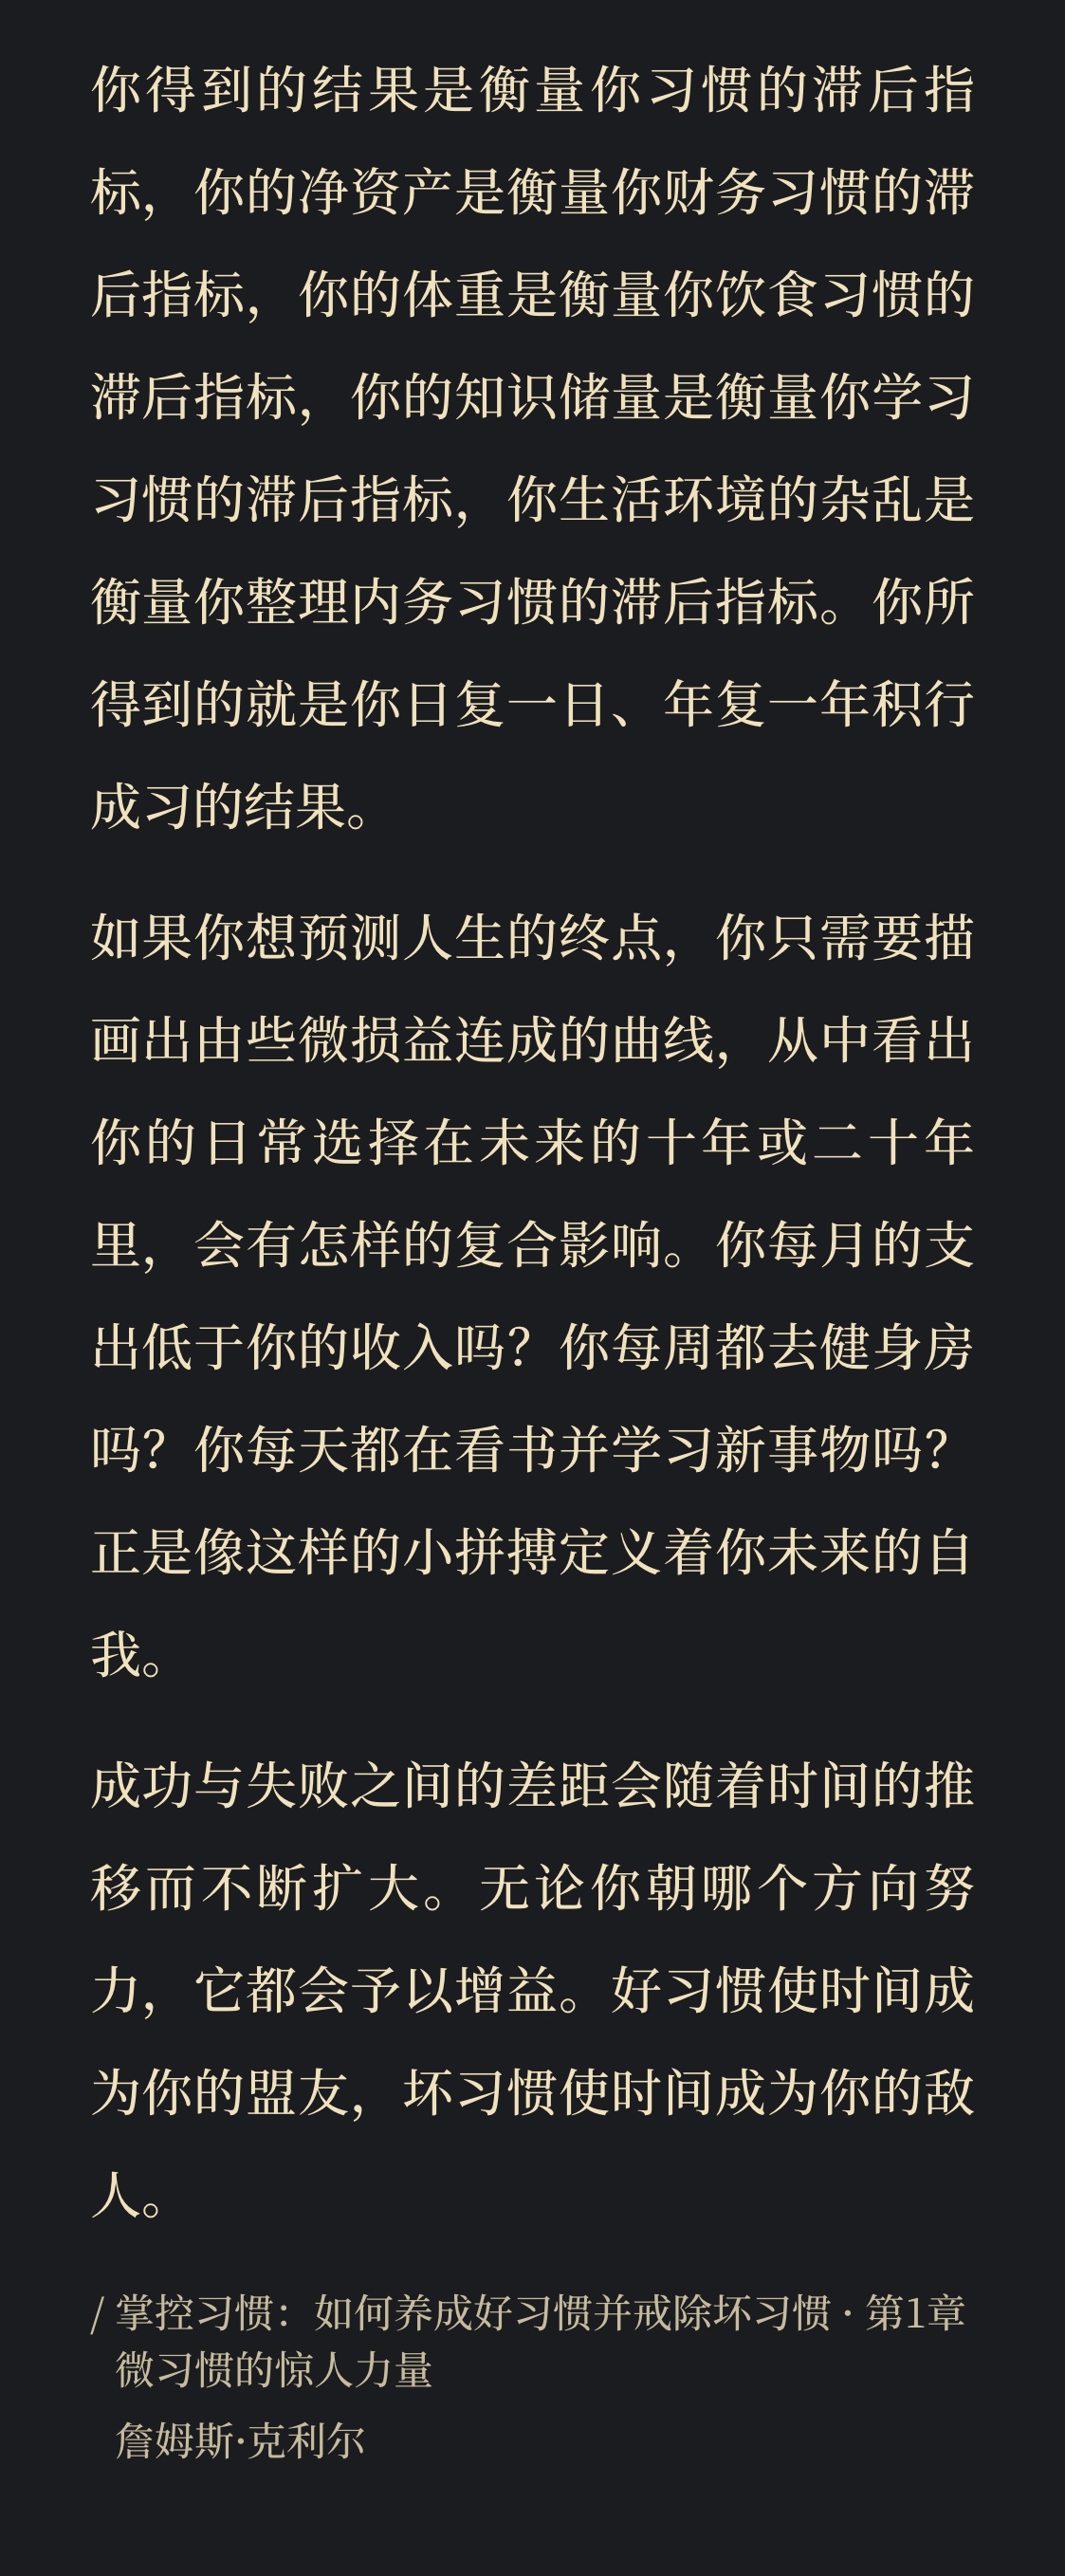 你得到的结果是衡量你习惯的滞后指
标，你的净资产是衡量你财务习惯的滞
后指标，你的体重是衡量你饮食习惯的
滞后指标，你的知识储量是衡量你学习
习惯的滞后指标，你生活环境的杂乱是
衡量你整理内务习惯的滞后指标。你所
得到的就是你日复一日、年复一年积行
成习的结果。
如果你想预测人生的终点，你只需要描
画出由些微损益连成的曲线，从中看出
你的日常选择在未来的十年或二十年
里，会有怎样的复合影响。你每月的支
出低于你的收入吗？你每周都去健身房
吗？你每天都在看书并学习新事物吗？
正是像这样的小拼搏定义着你未来的自
我。
成功与失败之间的差距会随着时间的推
移而不断扩大。无论你朝哪个方向努
力，它都会予以增益。好习惯使时间成
为你的盟友，坏习惯使时间成为你的敌
人。
/ 掌控习惯：如何养成好习惯并戒除坏习惯 · 第1章
微习惯的惊人力量
詹姆斯·克利尔